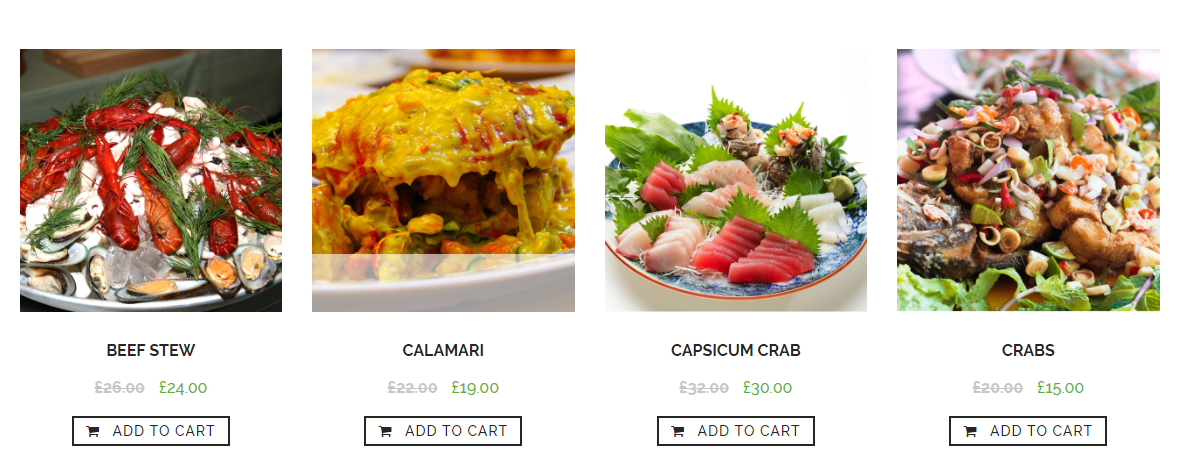 BEEF STEW
£26.00 £24.00
ADD TO CART
CALAMARI
£22.00 £19.00
ADD TO CART
CAPSICUM CRAB
£32.00 £30.00
ADD TO CART
CRABS
£20.00 £15.00
ADD TO CART